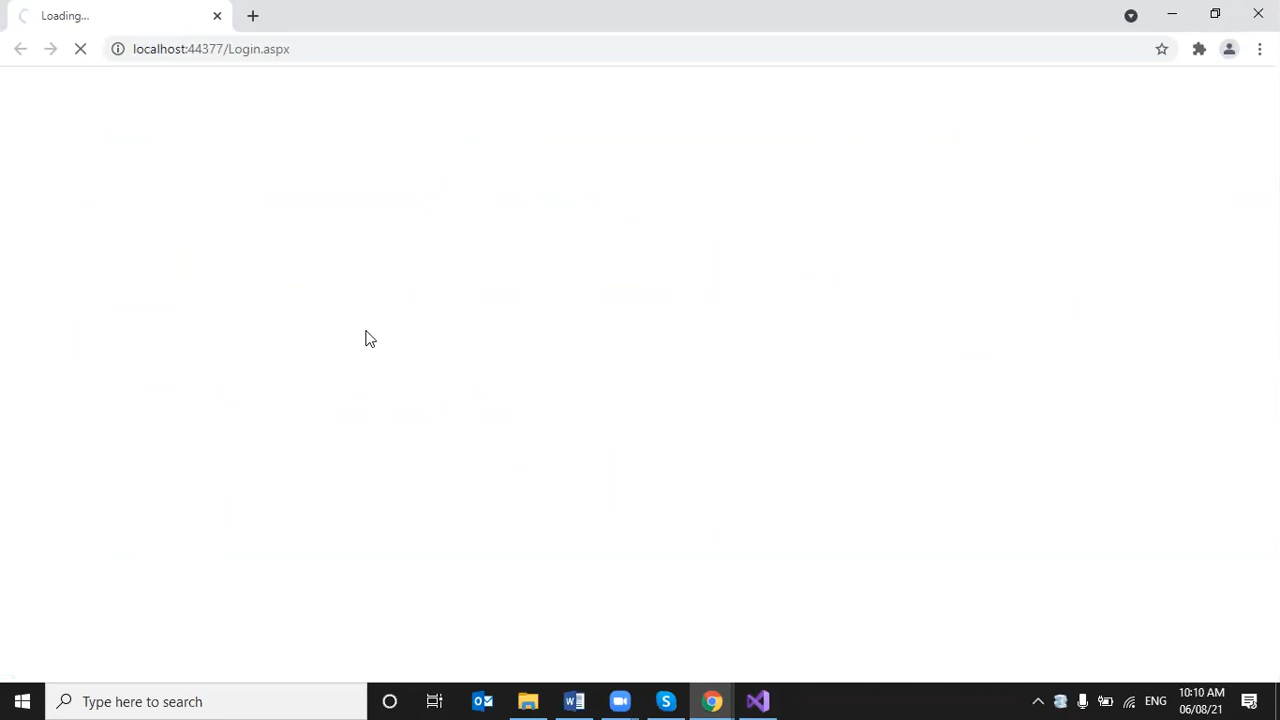 Loading...
localhost:44377/Login.aspx
Type here to search
ENG
10:10 AM
06/08/21